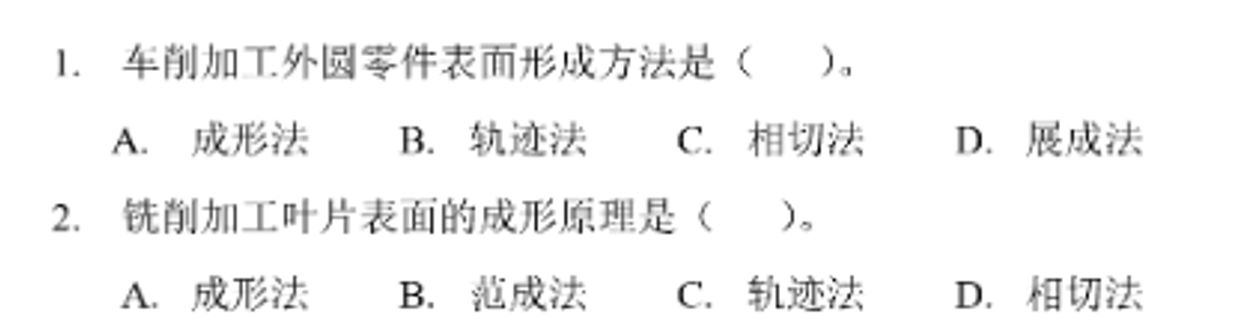 1. 车削加工外圆零件表面形成方法是（ ）。
A. 成形法 B. 轨迹法 C. 相切法 D. 展成法
2. 铣削加工叶片表面的成形原理是（ ）。
A. 成形法 B. 范成法 C. 轨迹法 D. 相切法